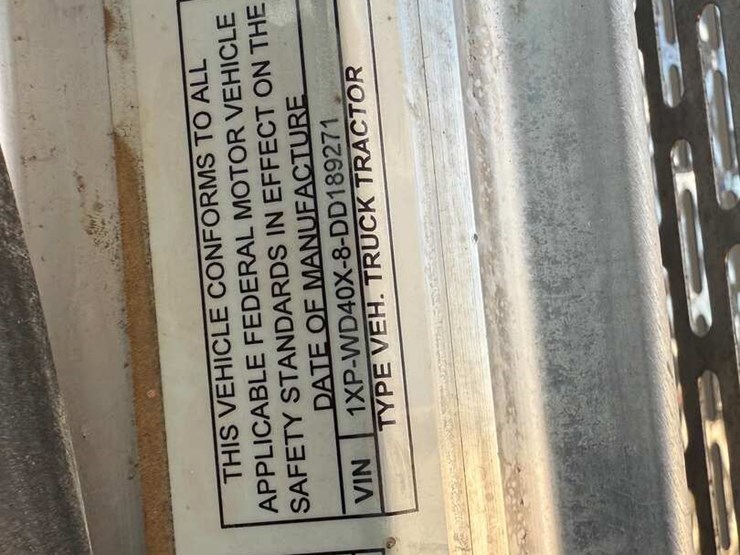 THIS VEHICLE CONFORMS TO ALL
APPLICABLE FEDERAL MOTOR VEHICLE
SAFETY STANDARDS IN EFFECT ON THE
DATE OF MANUFACTURE
VIN 1XP-WD40X-8-DD189271
TYPE VEH. TRUCK TRACTOR